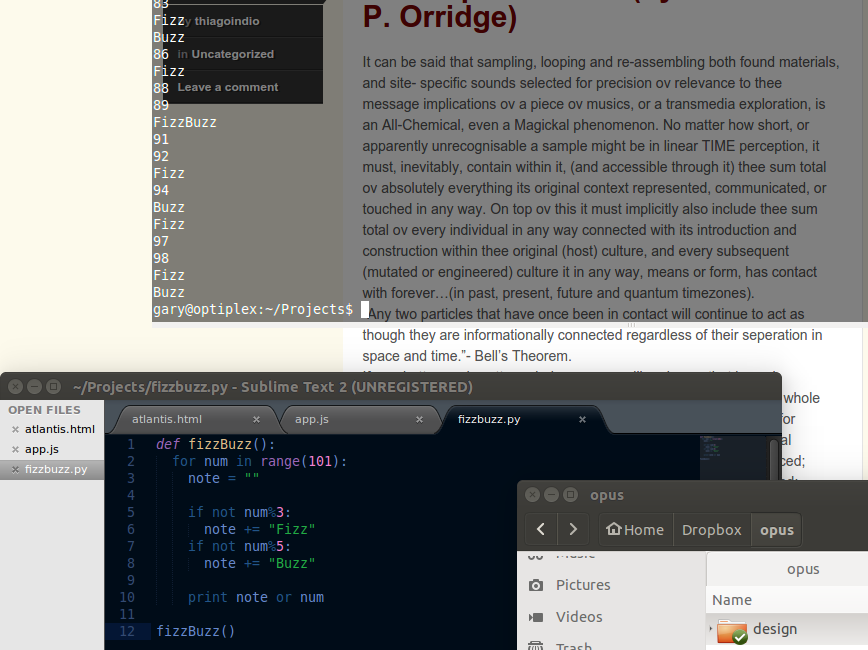 83
Fizz
Buzz
86
Fizz
88
89
FizzBuzz
91
92
Fizz
94
Buzz
Fizz
97
98
Fizz
Buzz
gary@optiplex:~/Projects$
by thiagoindio
in Uncategorized
Leave a comment
P. Orridge)
It can be said that sampling, looping and re-assembling both found materials,
and site- specific sounds selected for precision ov relevance to thee
message implications ov a piece ov musics, or a transmedia exploration, is
an All-Chemical, even a Magickal phenomenon. No matter how short, or
apparently unrecognisable a sample might be in linear TIME perception, it
must, inevitably, contain within it, (and accessible through it) thee sum total
ov absolutely everything its original context represented, communicated, or
touched in any way. On top ov this it must implicitly also include thee sum
total ov every individual in any way connected with its introduction and
construction within thee original (host) culture, and every subsequent
(mutated or engineered) culture it in any way, means or form, has contact
with forever…(in past, present, future and quantum timezones).
“Any two particles that have once been in contact will continue to act as
though they are informationally connected regardless of their seperation in
space and time.”- Bell’s Theorem.
whole
~/Projects/fizzbuzz.py - Sublime Text 2 (UNREGISTERED)
OPEN FILES
atlantis.html
app.js
fizzbuzz.py
atlantis.html
app.js
fizzbuzz.py
1 def fizzBuzz():
2 for num in range(101):
3 note = ""
4
5 if not num%3:
6 note += "Fizz"
7 if not num%5:
8 note += "Buzz"
9
10 print note or num
11
12 fizzBuzz()
opus
Home Dropbox opus
Music
Pictures
Videos
Trash
opus
Name
design